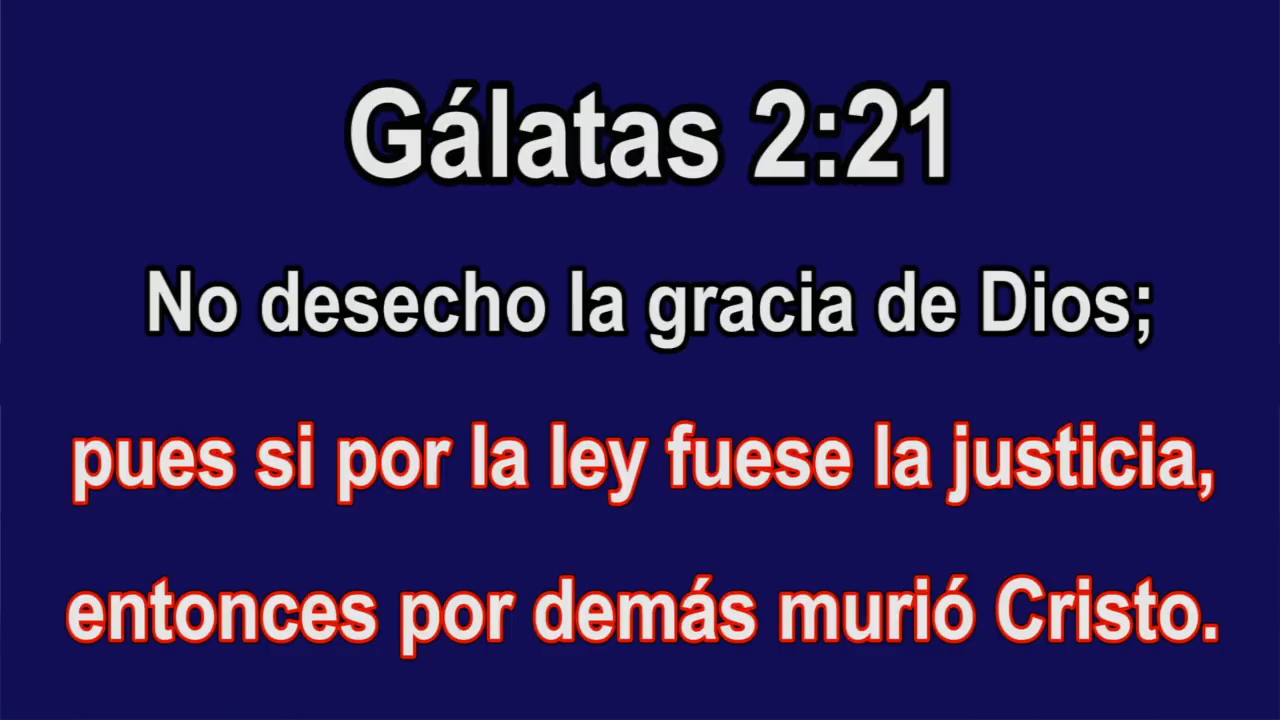 Gálatas 2:21
No desecho la gracia de Dios;
pues si por la ley fuese la justicia,
entonces por demás murió Cristo.